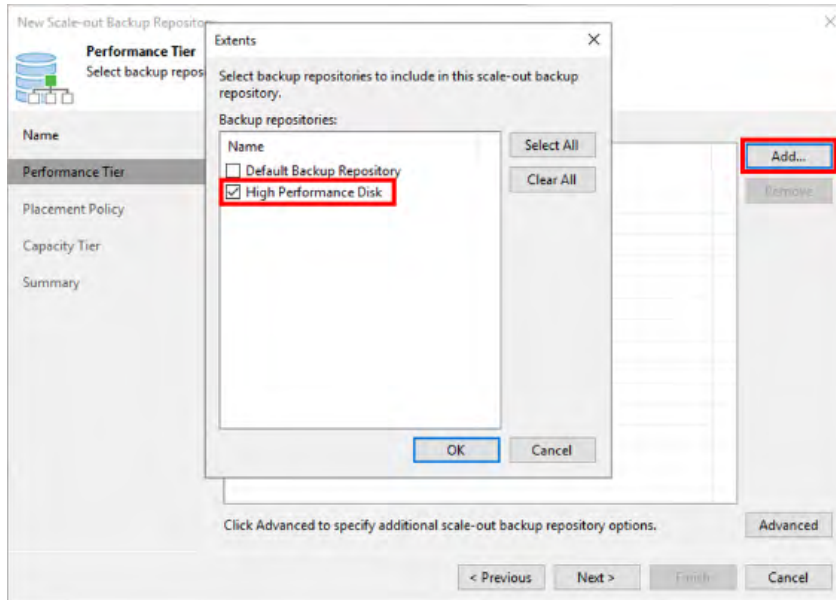 New Scale-out Backup Reposito
Performance Tier
Select backup repos
Name
Performance Tier
Placement Policy
Capacity Tier
Summary
Extents
Select backup repositories to include in this scale-out backup
repository.
Backup repositories:
Name
Default Backup Repository
High Performance Disk
Select All
Clear All
OK
Cancel
Add...
Remove
Click Advanced to specify additional scale-out backup repository options.
Advanced
< Previous
Next >
Finish
Cancel